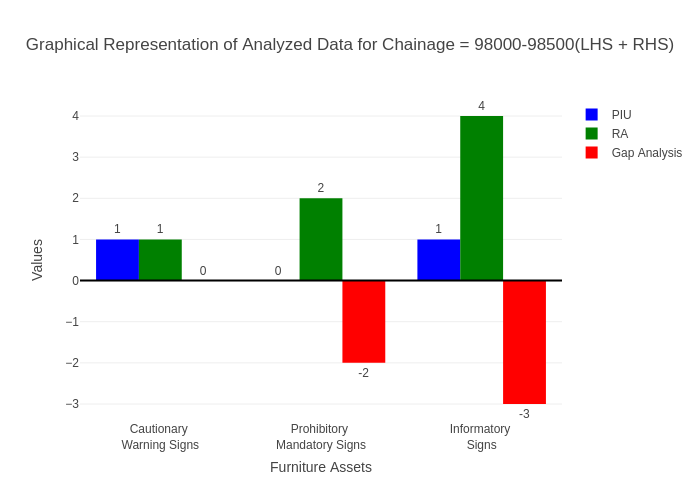 Graphical Representation of Analyzed Data for Chainage = 98000-98500(LHS + RHS)
PIU
RA
Gap Analysis
Values
4
3
2
1
0
−1
−2
−3
1
1
0
0
2
-2
1
4
-3
Cautionary
Warning Signs
Prohibitory
Mandatory Signs
Informatory
Signs
Furniture Assets